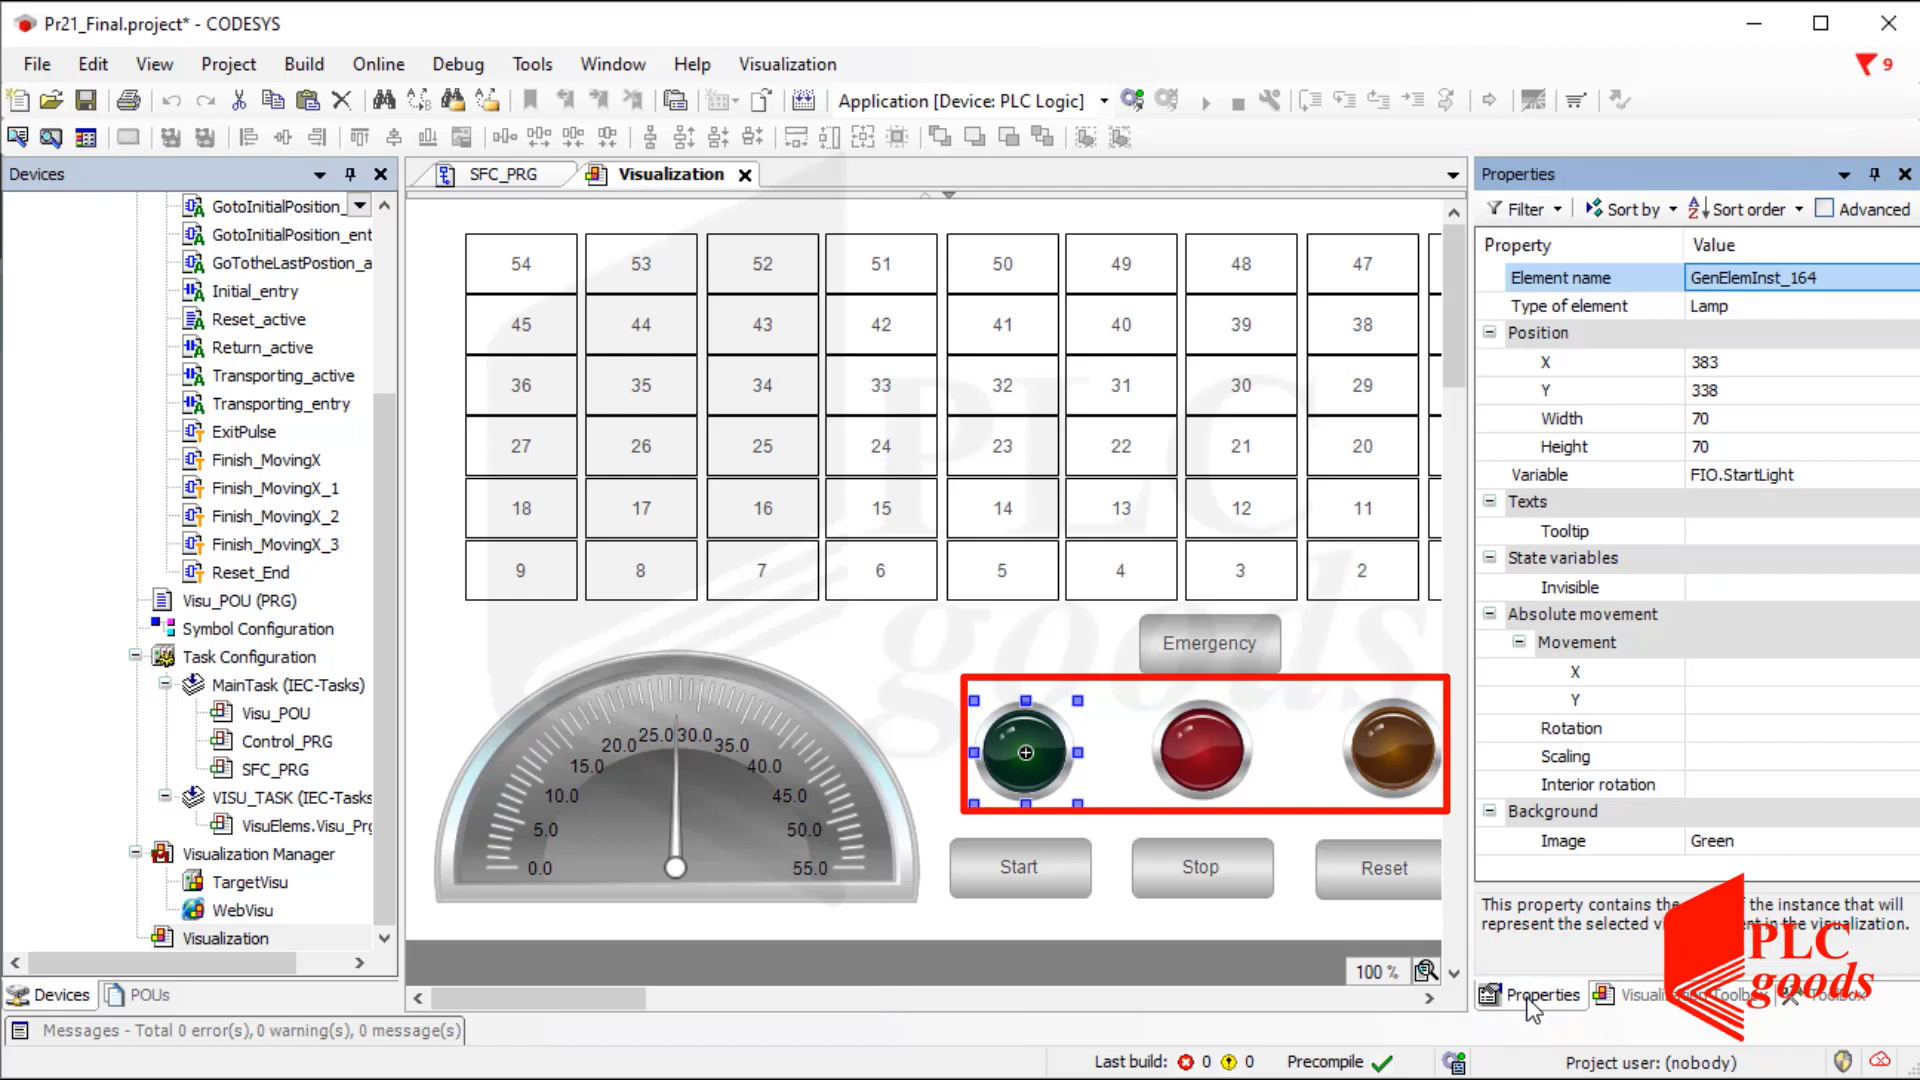 Pr21_Final.project* - CODESYS
File Edit View Project Build Online Debug Tools Window Help Visualization
9
Application [Device: PLC Logic]
Devices
SFC_PRG
Visualization
Properties
GotoInitialPosition_
GotoInitialPosition_ent
GoTotheLastPostion_a
Initial_entry
Reset_active
Return_active
Transporting_active
Transporting_entry
ExitPulse
Finish_MovingX
Finish_MovingX_1
Finish_MovingX_2
Finish_MovingX_3
Reset_End
Visu_POU (PRG)
Symbol Configuration
Task Configuration
MainTask (IEC-Tasks)
Visu_POU
Control_PRG
SFC_PRG
VISU_TASK (IEC-Tasks
VisuElems.Visu_Prg
Visualization Manager
TargetVisu
WebVisu
Visualization
Devices POUs
54 53 52 51 50 49 48 47
45 44 43 42 41 40 39 38
36 35 34 33 32 31 30 29
27 26 25 24 23 22 21 20
18 17 16 15 14 13 12 11
9 8 7 6 5 4 3 2
PLC
goods
Emergency
0.0 5.0 10.0 15.0 20.0 25.0 30.0 35.0 40.0 45.0 50.0 55.0
Start Stop Reset
100 %
Filter Sort by Sort order Advanced
Property Value
Element name GenElemInst_164
Type of element Lamp
Position
X 383
Y 338
Width 70
Height 70
Variable FIO.StartLight
Texts
Tooltip
State variables
Invisible
Absolute movement
Movement
X
Y
Rotation
Scaling
Interior rotation
Background
Image Green
This property contains the of the instance that will
represent the selected in the visualization.
PLC
goods
Properties Visualization Toolbox ToolBox
Messages - Total 0 error(s), 0 warning(s), 0 message(s)
Last build: 0 0 Precompile Project user: (nobody)